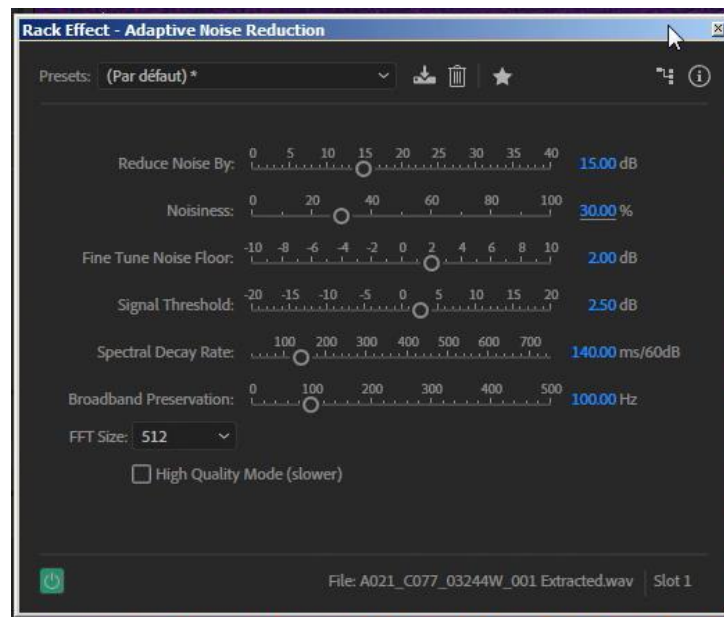 Rack Effect - Adaptive Noise Reduction
Presets: (Par défaut) *
0 5 10 15 20 25 30 35 40
Reduce Noise By: 15.00 dB
0 20 40 60 80 100
Noisiness: 30.00 %
-10 -8 -6 -4 -2 0 2 4 6 8 10
Fine Tune Noise Floor: 2.00 dB
-20 -15 -10 -5 0 5 10 15 20
Signal Threshold: 2.50 dB
100 200 300 400 500 600 700
Spectral Decay Rate: 140.00 ms/60dB
0 100 200 300 400 500
Broadband Preservation: 100.00 Hz
FFT Size: 512
High Quality Mode (slower)
File: A021_C077_03244W_001 Extracted.wav Slot 1